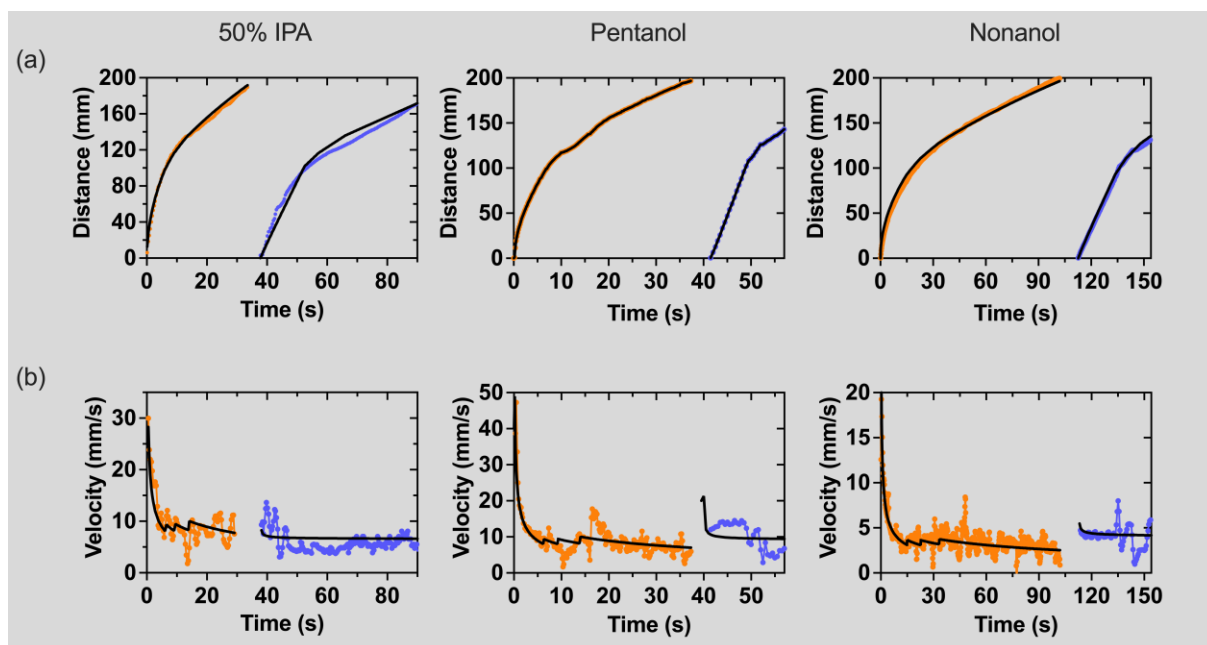 50% IPA Pentanol Nonanol
(a)
200 200 200
160 150 150
120 100 100
80 50 50
40 0 0
0
Distance (mm) Distance (mm) Distance (mm)
0 20 40 60 80 0 10 20 30 40 50 0 30 60 90 120 150
Time (s) Time (s) Time (s)
(b)
30 50 20
20 40 15
10 30 10
0 20 5
10 0
0
Velocity (mm/s) Velocity (mm/s) Velocity (mm/s)
0 20 40 60 80 0 10 20 30 40 50 0 30 60 90 120 150
Time (s) Time (s) Time (s)